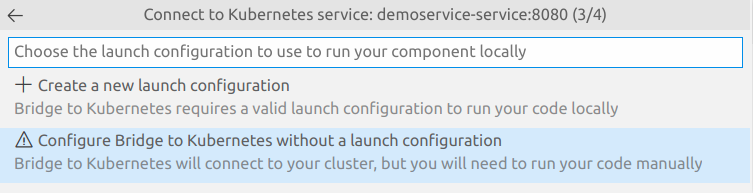 Connect to Kubernetes service: demoservice-service:8080 (3/4)
Choose the launch configuration to use to run your component locally
Create a new launch configuration
Bridge to Kubernetes requires a valid launch configuration to run your code locally
Configure Bridge to Kubernetes without a launch configuration
Bridge to Kubernetes will connect to your cluster, but you will need to run your code manually